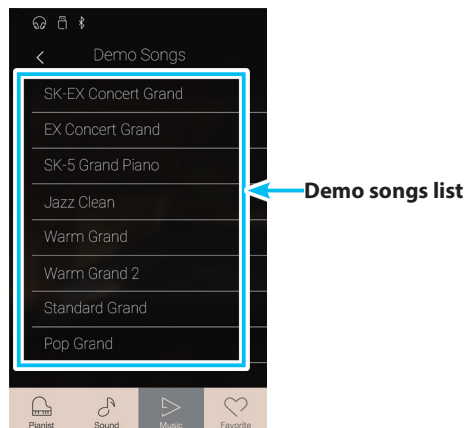 Demo Songs
SK-EX Concert Grand
EX Concert Grand
SK-5 Grand Piano
Jazz Clean
Warm Grand
Warm Grand 2
Standard Grand
Pop Grand
Demo songs list
Pianist Sound Music Favorite